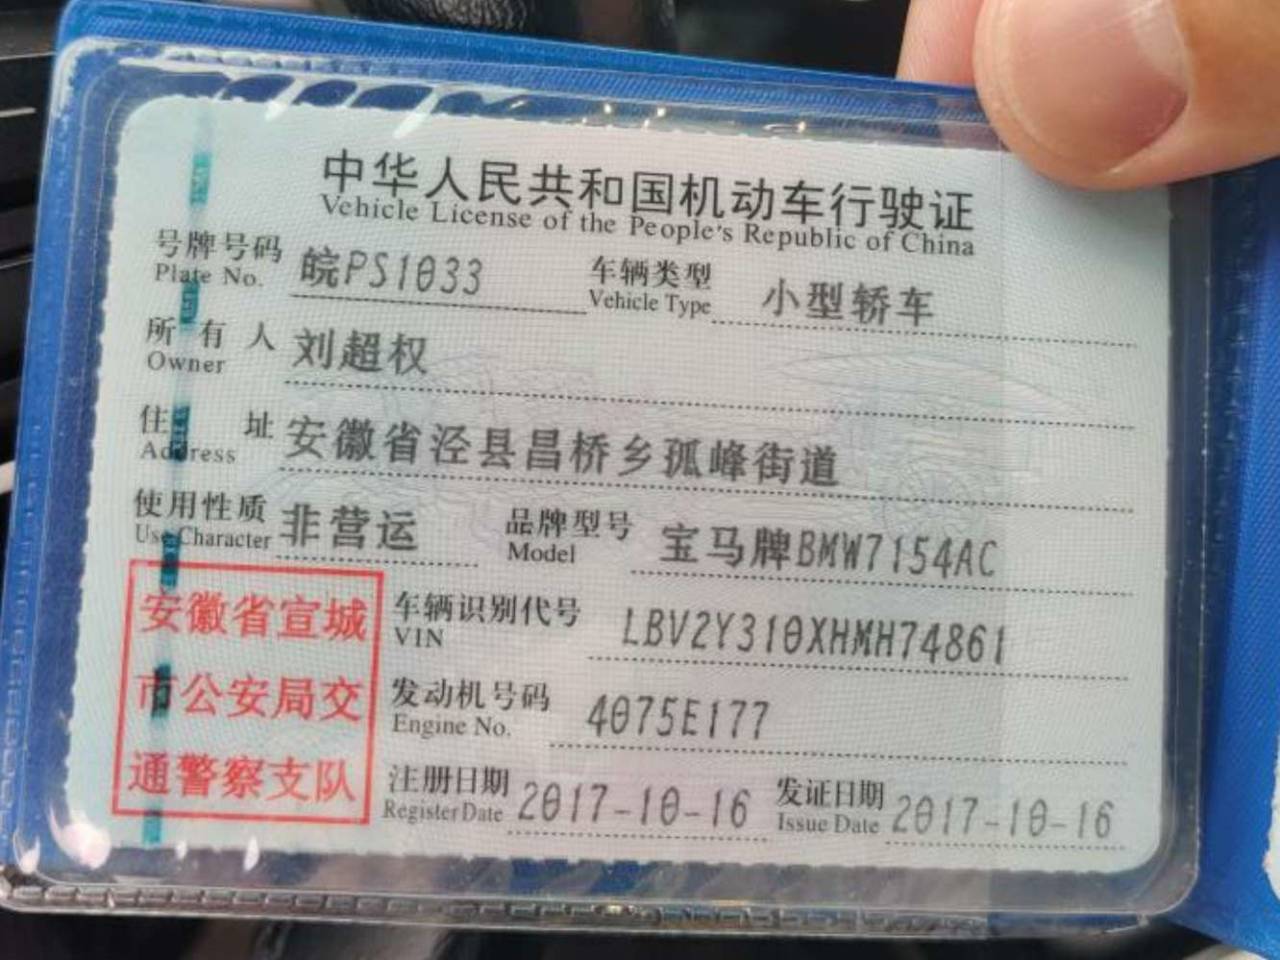 中华人民共和国机动车行驶证
Vehicle License of the People's Republic of China
号牌号码 皖PS1033 车辆类型 小型轿车
Plate No. Vehicle Type
所有人 刘超权
Owner
住址 安徽省泾县昌桥乡孤峰街道
Address
使用性质 非营运 品牌型号 宝马牌BMW7154AC
Use Character Model
安徽省宣城
市公安局交
通警察支队
车辆识别代号 LBV2Y310XHMH74861
VIN
发动机号码 4075E177
Engine No.
注册日期 2017-10-16 发证日期 2017-10-16
Register Date Issue Date